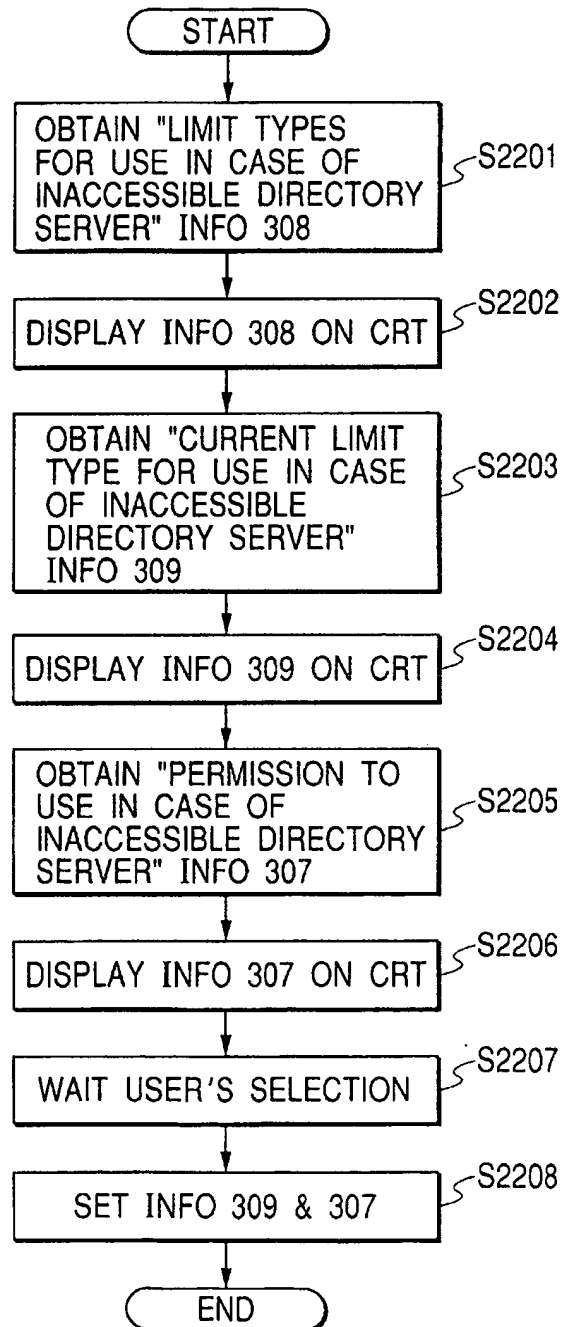 START
OBTAIN "LIMIT TYPES
FOR USE IN CASE OF
INACCESSIBLE DIRECTORY
SERVER" INFO 308
S2201
DISPLAY INFO 308 ON CRT
S2202
OBTAIN "CURRENT LIMIT
TYPE FOR USE IN CASE
OF INACCESSIBLE
DIRECTORY SERVER"
INFO 309
S2203
DISPLAY INFO 309 ON CRT
S2204
OBTAIN "PERMISSION TO
USE IN CASE OF
INACCESSIBLE DIRECTORY
SERVER" INFO 307
S2205
DISPLAY INFO 307 ON CRT
S2206
WAIT USER'S SELECTION
S2207
SET INFO 309 & 307
S2208
END